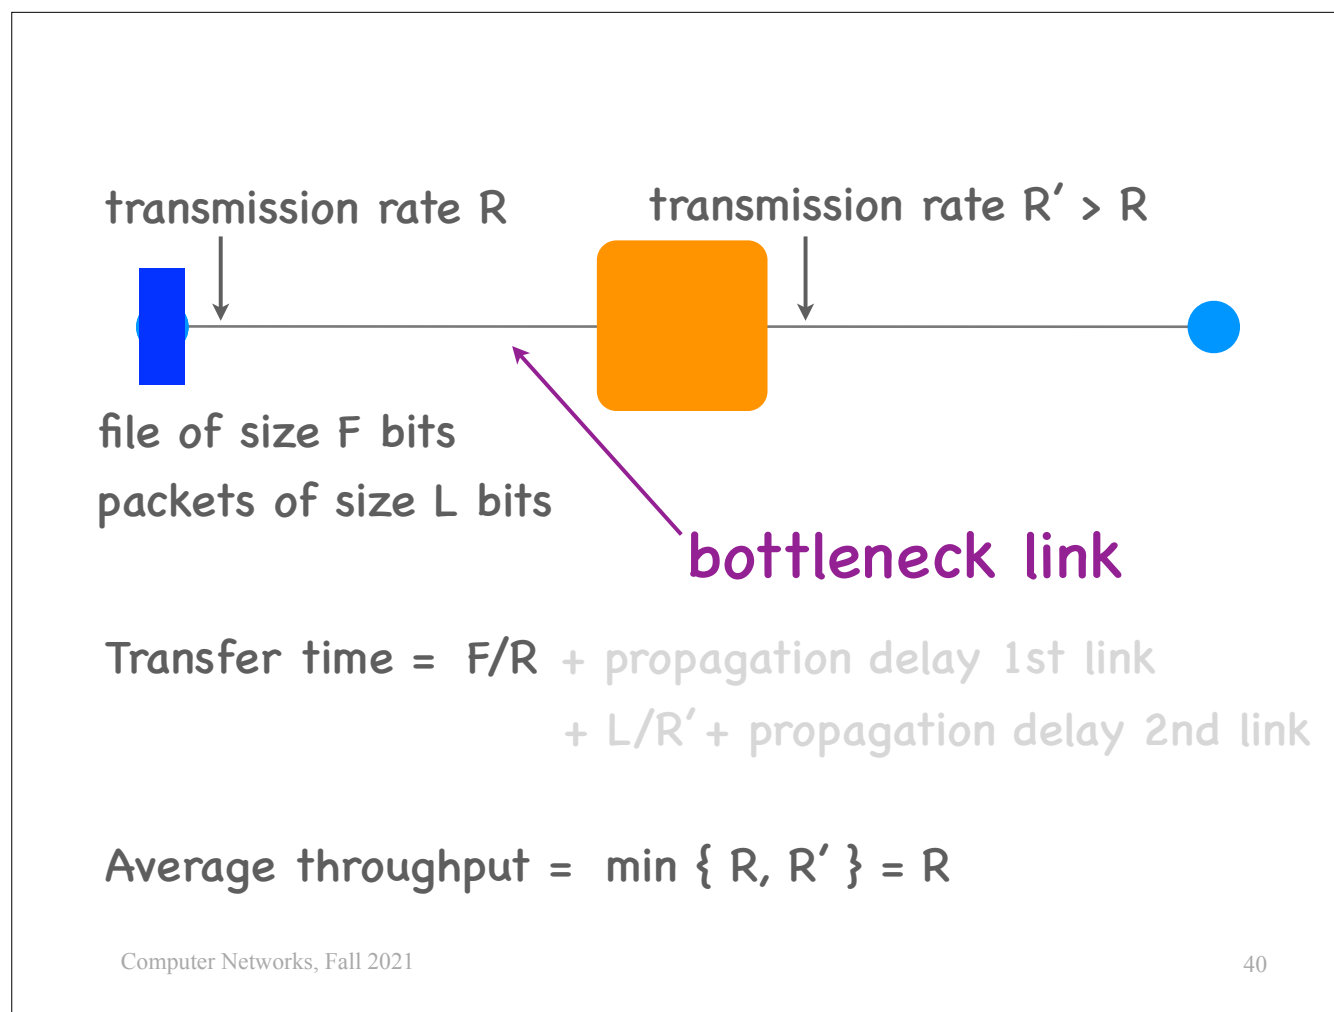 transmission rate R
transmission rate R′ > R
file of size F bits
packets of size L bits
bottleneck link
Transfer time = F/R + propagation delay 1st link
+ L/R′ + propagation delay 2nd link
Average throughput = min { R, R′ } = R
Computer Networks, Fall 2021
40